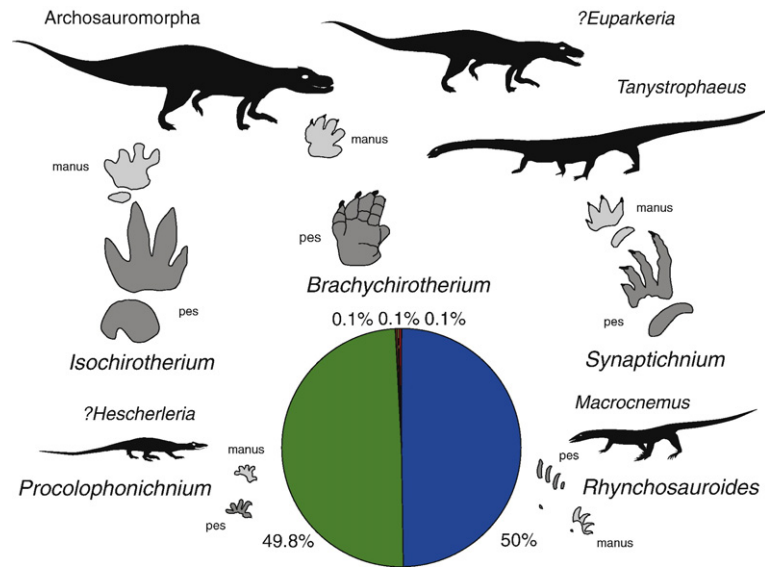 Archosauromorpha
?Euparkeria
Tanystrophaeus
manus
manus
manus
pes
pes
pes
Brachychirotherium
Isochirotherium
0.1% 0.1% 0.1%
Synaptichnium
?Hescherleria
Macrocnemus
manus
pes
Procolophonichnium
Rhynchosauroides
pes
49.8%
50%
manus